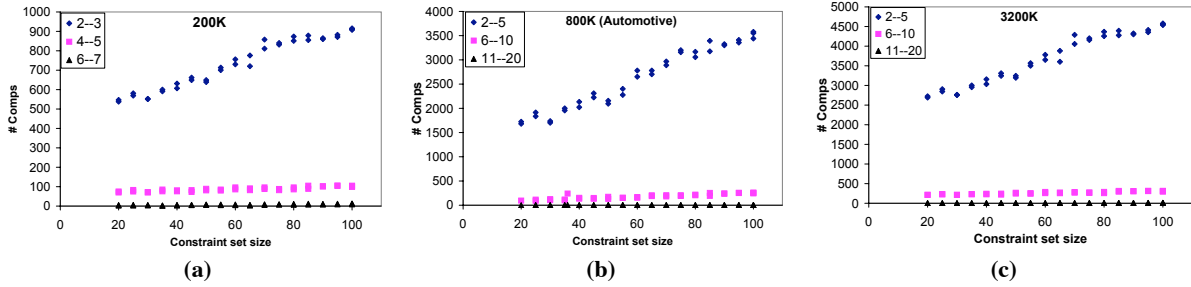 200K
2--3
4--5
6--7
# Comps
1000
900
800
700
600
500
400
300
200
100
0
0 20 40 60 80 100
Constraint set size
(a)
800K (Automotive)
2--5
6--10
11--20
# Comps
4000
3500
3000
2500
2000
1500
1000
500
0
0 20 40 60 80 100
Constraint set size
(b)
3200K
2--5
6--10
11--20
# Comps
5000
4500
4000
3500
3000
2500
2000
1500
1000
500
0
0 20 40 60 80 100
Constraint set size
(c)